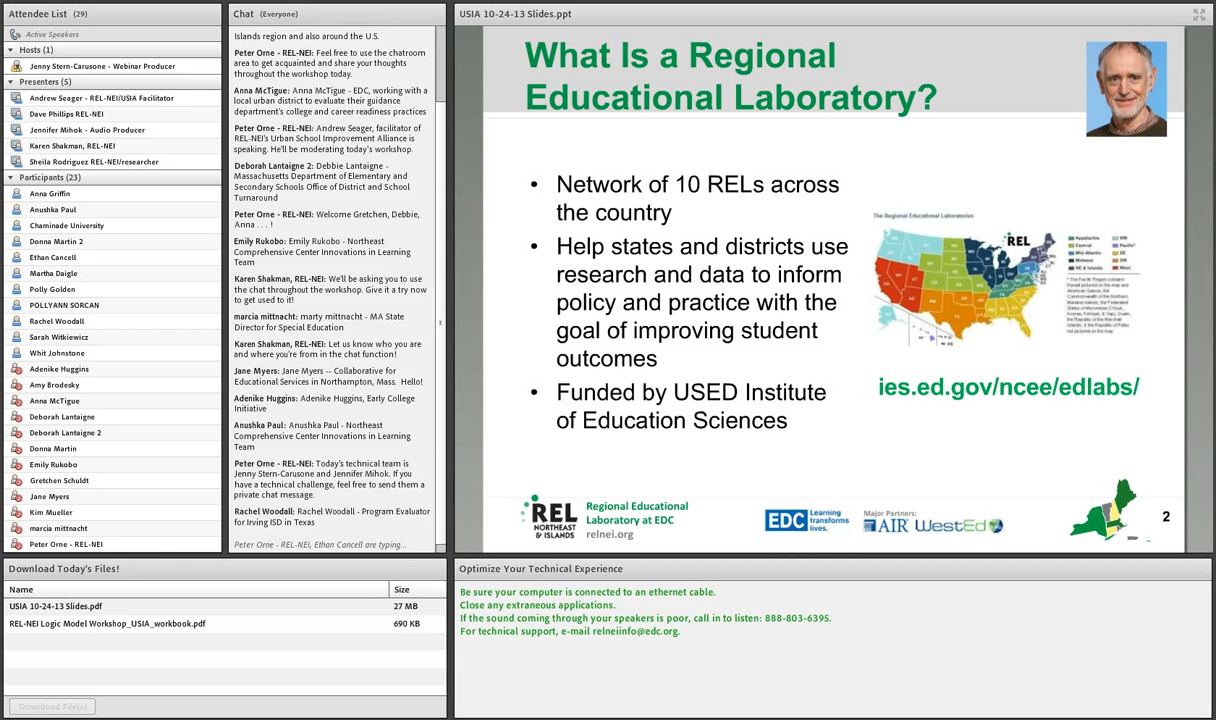 Attendee List (29)
Active Speakers
Hosts (1)
Jenny Stern-Carusone - Webinar Producer
Presenters (5)
Andrew Seager - REL-NEI/USIA Facilitator
Dave Phillips REL-NEI
Jennifer Mihok - Audio Producer
Karen Shakman, REL-NEI
Sheila Rodriguez REL-NEI/researcher
Participants (23)
Anna Griffin
Anushka Paul
Chaminade University
Donna Martin 2
Ethan Cancell
Martha Daigle
Polly Golden
POLLYANN SORCAN
Rachel Woodall
Sarah Witkiewicz
Whit Johnstone
Adenike Huggins
Amy Brodesky
Anna McTigue
Deborah Lantaigne
Deborah Lantaigne 2
Donna Martin
Emily Rukobo
Gretchen Schuldt
Jane Myers
Kim Mueller
marcia mittnacht
Peter Orne - REL-NEI
Chat (Everyone)
Islands region and also around the U.S.
Peter Orne - REL-NEI: Feel free to use the chatroom
area to get acquainted and share your thoughts
throughout the workshop today.
Anna McTigue: Anna McTigue - EDC, working with a
local urban district to evaluate their guidance
department's college and career readiness practices
Peter Orne - REL-NEI: Andrew Seager, facilitator of
REL-NEI's Urban School Improvement Alliance is
speaking. He'll be moderating today's workshop.
Deborah Lantaigne 2: Debbie Lantaigne -
Massachusetts Department of Elementary and
Secondary Schools Office of District and School
Turnaround
Peter Orne - REL-NEI: Welcome Gretchen, Debbie,
Anna . . . !
Emily Rukobo: Emily Rukobo - Northeast
Comprehensive Center Innovations in Learning
Team
Karen Shakman, REL-NEI: We'll be asking you to use
the chat throughout the workshop. Give it a try now
to get used to it!
marcia mittnacht: marty mittnacht - MA State
Director for Special Education
Karen Shakman, REL-NEI: Let us know who you are
and where you're from in the chat function!
Jane Myers: Jane Myers -- Collaborative for
Educational Services in Northampton, Mass. Hello!
Adenike Huggins: Adenike Huggins, Early College
Initiative
Anushka Paul: Anushka Paul - Northeast
Comprehensive Center Innovations in Learning
Team
Peter Orne - REL-NEI: Today's technical team is
Jenny Stern-Carusone and Jennifer Mihok. If you
have a technical challenge, feel free to send them a
private chat message.
Rachel Woodall: Rachel Woodall - Program Evaluator
for Irving ISD in Texas
Peter Orne - REL-NEI, Ethan Cancell are typing...
USIA 10-24-13 Slides.ppt
What Is a Regional
Educational Laboratory?
• Network of 10 RELs across
the country
• Help states and districts use
research and data to inform
policy and practice with the
goal of improving student
outcomes
• Funded by USED Institute
of Education Sciences
The Regional Educational Laboratories
REL
Appalachia
Central
Mid-Atlantic
Midwest
NE & Islands
NW
Pacific*
SE
SW
West
ies.ed.gov/ncee/edlabs/
REL
NORTHEAST
& ISLANDS
Regional Educational
Laboratory at EDC
relnei.org
EDC Learning
transforms
lives.
Major Partners:
AIR WestEd
2
Download Today's Files!
Name Size
USIA 10-24-13 Slides.pdf 27 MB
REL-NEI Logic Model Workshop_USIA_workbook.pdf 690 KB
Download File(s)
Optimize Your Technical Experience
Be sure your computer is connected to an ethernet cable.
Close any extraneous applications.
If the sound coming through your speakers is poor, call in to listen: 888-803-6395.
For technical support, e-mail relneiinfo@edc.org.